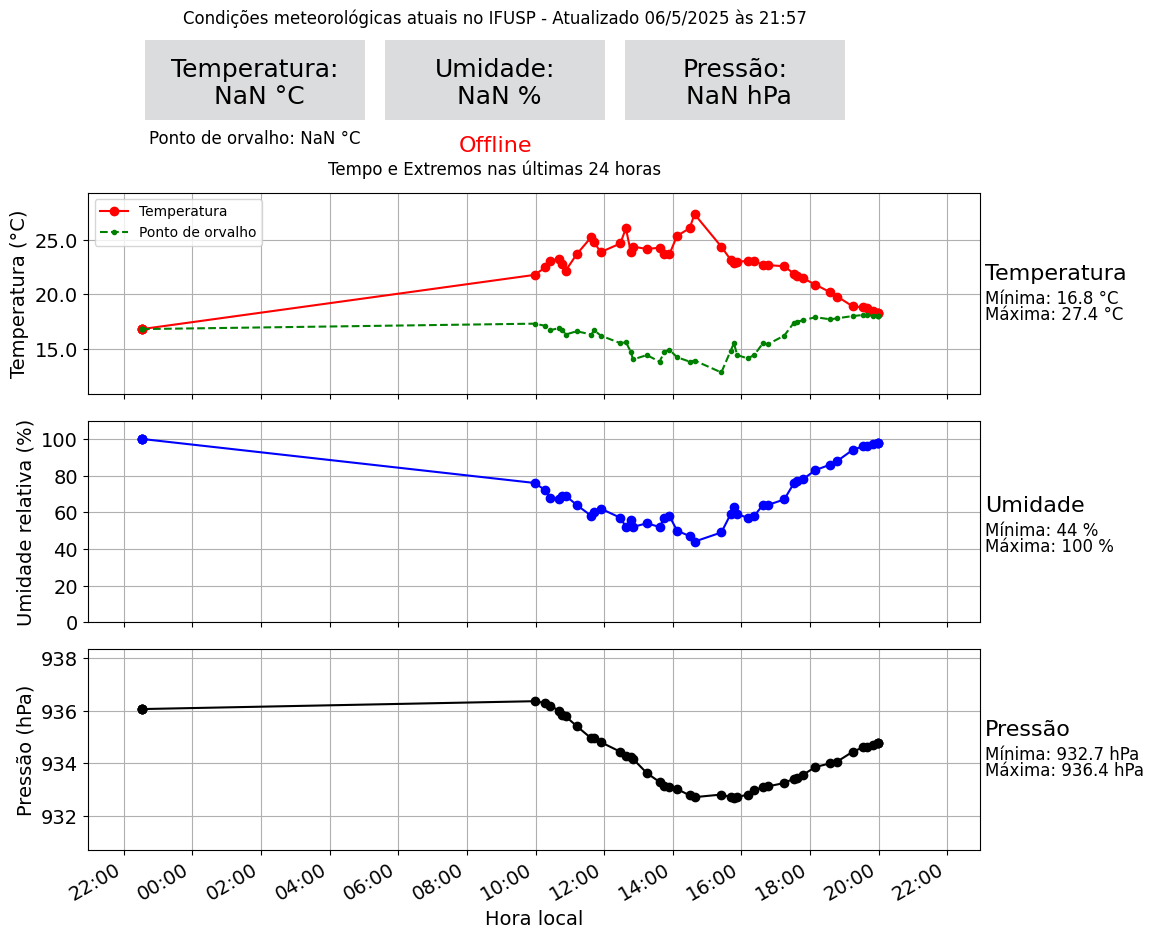 Condições meteorológicas atuais no IFUSP - Atualizado 06/5/2025 às 21:57
Temperatura:
NaN °C
Umidade:
NaN %
Pressão:
NaN hPa
Ponto de orvalho: NaN °C
Offline
Tempo e Extremos nas últimas 24 horas
Temperatura (°C)
25.0
20.0
15.0
Temperatura
Ponto de orvalho
Temperatura
Mínima: 16.8 °C
Máxima: 27.4 °C
Umidade relativa (%)
100
80
60
40
20
0
Umidade
Mínima: 44 %
Máxima: 100 %
Pressão (hPa)
938
936
934
932
Pressão
Mínima: 932.7 hPa
Máxima: 936.4 hPa
22:00 00:00 02:00 04:00 06:00 08:00 10:00 12:00 14:00 16:00 18:00 20:00 22:00
Hora local